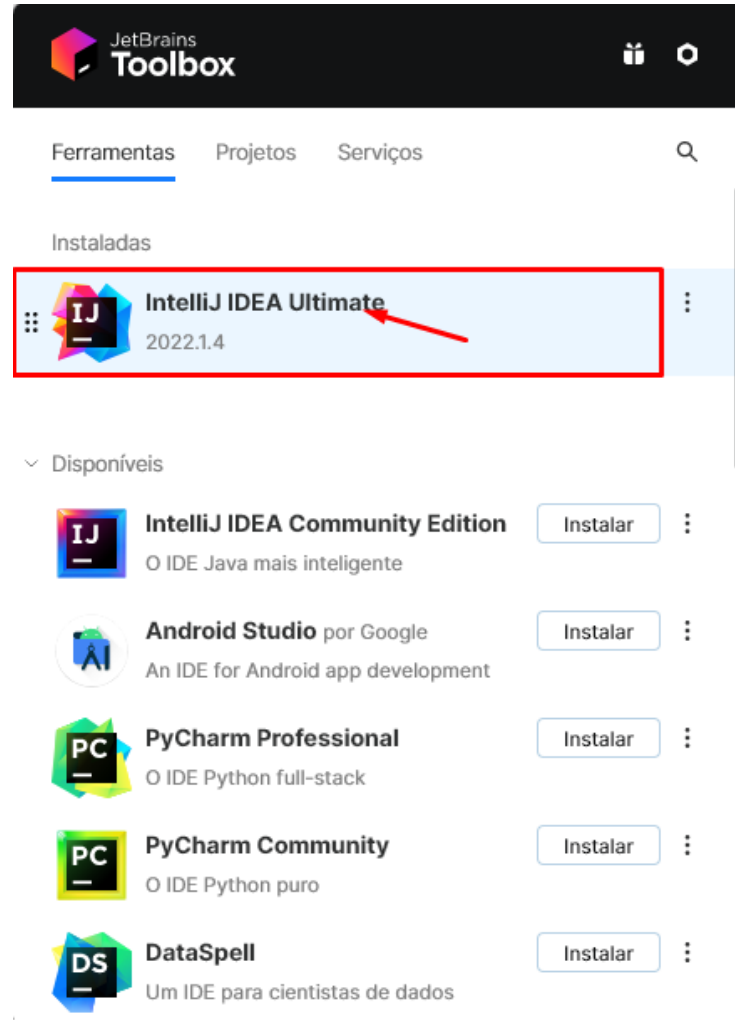 JetBrains
Toolbox
Ferramentas Projetos Serviços
Instaladas
IJ
IntelliJ IDEA Ultimate
2022.1.4
Disponíveis
IJ
IntelliJ IDEA Community Edition Instalar
O IDE Java mais inteligente
Android Studio por Google Instalar
An IDE for Android app development
PC
PyCharm Professional Instalar
O IDE Python full-stack
PC
PyCharm Community Instalar
O IDE Python puro
DS
DataSpell Instalar
Um IDE para cientistas de dados